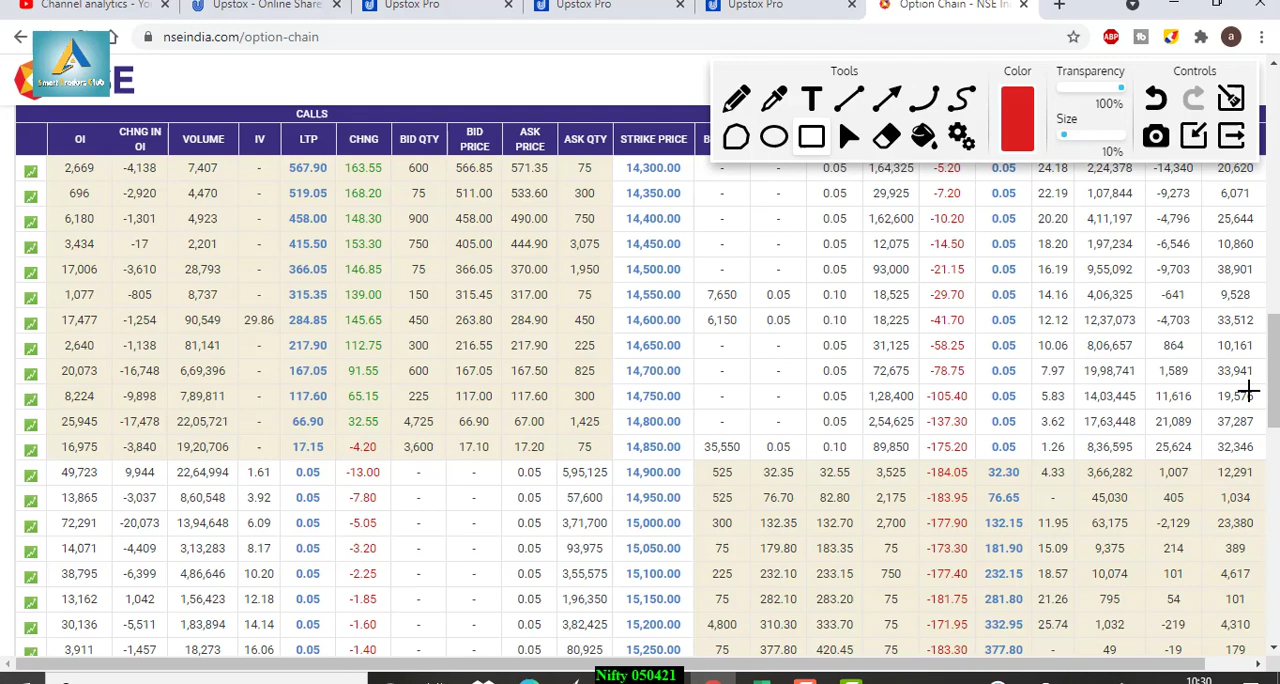 Channel analytics - Yo
Upstox - Online Share
Upstox Pro
Upstox Pro
Upstox Pro
Option Chain - NSE In
nseindia.com/option-chain
ABP
a
Smart Traders Club
E
Tools
Color
Transparency
Controls
T
100%
Size
10%
CALLS
OI CHNG IN OI VOLUME IV LTP CHNG BID QTY BID PRICE ASK PRICE ASK QTY STRIKE PRICE B
2,669 -4,138 7,407 - 567.90 163.55 600 566.85 571.35 75 14,300.00 - - 0.05 1,64,325 -5.20 0.05 24.18 2,24,378 -14,340 20,620
696 -2,920 4,470 - 519.05 168.20 75 511.00 533.60 300 14,350.00 - - 0.05 29,925 -7.20 0.05 22.19 1,07,844 -9,273 6,071
6,180 -1,301 4,923 - 458.00 148.30 900 458.00 490.00 750 14,400.00 - - 0.05 1,62,600 -10.20 0.05 20.20 4,11,197 -4,796 25,644
3,434 -17 2,201 - 415.50 153.30 750 405.00 444.90 3,075 14,450.00 - - 0.05 12,075 -14.50 0.05 18.20 1,97,234 -6,546 10,860
17,006 -3,610 28,793 - 366.05 146.85 75 366.05 370.00 1,950 14,500.00 - - 0.05 93,000 -21.15 0.05 16.19 9,55,092 -9,703 38,901
1,077 -805 8,737 - 315.35 139.00 150 315.45 317.00 75 14,550.00 7,650 0.05 0.10 18,525 -29.70 0.05 14.16 4,06,325 -641 9,528
17,477 -1,254 90,549 29.86 284.85 145.65 450 263.80 284.90 450 14,600.00 6,150 0.05 0.10 18,225 -41.70 0.05 12.12 12,37,073 -4,703 33,512
2,640 -1,138 81,141 - 217.90 112.75 300 216.55 217.90 225 14,650.00 - - 0.05 31,125 -58.25 0.05 10.06 8,06,657 864 10,161
20,073 -16,748 6,69,396 - 167.05 91.55 600 167.05 167.50 825 14,700.00 - - 0.05 72,675 -78.75 0.05 7.97 19,98,741 1,589 33,941
8,224 -9,898 7,89,811 - 117.60 65.15 225 117.00 117.60 300 14,750.00 - - 0.05 1,28,400 -105.40 0.05 5.83 14,03,445 11,616
25,945 -17,478 22,05,721 - 66.90 32.55 4,725 66.90 67.00 1,425 14,800.00 - - 0.05 2,54,625 -137.30 0.05 3.62 17,63,448 21,089 37,287
16,975 -3,840 19,20,706 - 17.15 -4.20 3,600 17.10 17.20 75 14,850.00 35,550 0.05 0.10 89,850 -175.20 0.05 1.26 8,36,595 25,624 32,346
49,723 9,944 22,64,994 1.61 0.05 -13.00 - - 0.05 5,95,125 14,900.00 525 32.35 32.55 3,525 -184.05 32.30 4.33 3,66,282 1,007 12,291
13,865 -3,037 8,60,548 3.92 0.05 -7.80 - - 0.05 57,600 14,950.00 525 76.70 82.80 2,175 -183.95 76.65 - 45,030 405 1,034
72,291 -20,073 13,94,648 6.09 0.05 -5.05 - - 0.05 3,71,700 15,000.00 300 132.35 132.70 2,700 -177.90 132.15 11.95 63,175 -2,129 23,380
14,071 -4,409 3,13,283 8.17 0.05 -3.20 - - 0.05 93,975 15,050.00 75 179.80 183.35 75 -173.30 181.90 15.09 9,375 214 389
38,795 -6,399 4,86,646 10.20 0.05 -2.25 - - 0.05 3,55,575 15,100.00 225 232.10 233.15 750 -177.40 232.15 18.57 10,074 101 4,617
13,162 1,042 1,56,423 12.18 0.05 -1.85 - - 0.05 1,96,350 15,150.00 75 282.10 283.20 75 -181.75 281.80 21.26 795 54 101
30,136 -5,511 1,83,894 14.14 0.05 -1.60 - - 0.05 3,82,425 15,200.00 4,800 310.30 333.70 75 -171.95 332.95 25.74 1,032 -219 4,310
3,911 -1,457 18,273 16.06 0.05 -1.40 - - 0.05 80,925 15,250.00 75 377.80 420.45 75 -183.30 377.80 - 49 -19 179
Nifty 050421
10:30